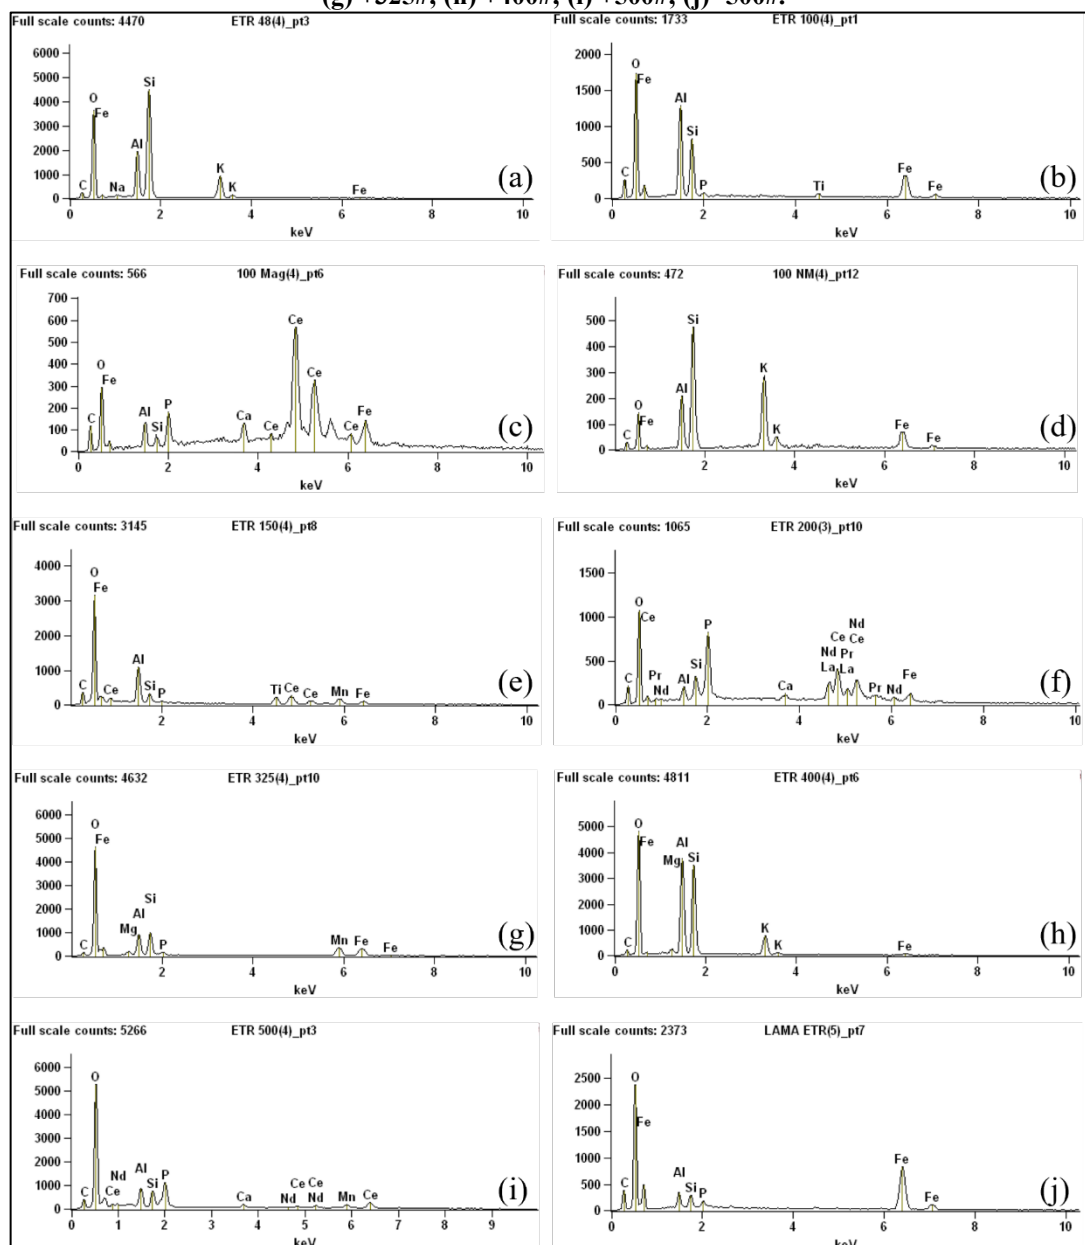 (g) +325#; (h) +400#; (i) +500#; (j) -500#.
Full scale counts: 4470 ETR 48(4)_pt3
6000
5000
4000
3000
2000
1000
0
O
Fe
C
Na
Al
Si
K
K
Fe
(a)
0 2 4 6 8 10
keV
Full scale counts: 1733 ETR 100(4)_pt1
2000
1500
1000
500
0
O
Fe
C
Al
Si
P
Ti
Fe
Fe
(b)
0 2 4 6 8 10
keV
Full scale counts: 566 100 Mag(4)_pt6
700
600
500
400
300
200
100
0
O
Fe
C
Al
Si
P
Ca
Ce
Ce
Ce
Ce
Fe
(c)
0 2 4 6 8 10
keV
Full scale counts: 472 100 NM(4)_pt12
500
400
300
200
100
0
O
Fe
C
Al
Si
K
K
Fe
Fe
(d)
0 2 4 6 8 10
keV
Full scale counts: 3145 ETR 150(4)_pt8
4000
3000
2000
1000
0
O
Fe
C
Ce
Al
Si
P
Ti
Ce
Ce
Mn
Fe
(e)
0 2 4 6 8 10
keV
Full scale counts: 1065 ETR 200(3)_pt10
1500
1000
500
0
O
Ce
C
Pr
Nd
Al
Si
P
Ca
Nd
La
Ce
Pr
La
Nd
Ce
Pr
Nd
Fe
(f)
0 2 4 6 8 10
keV
Full scale counts: 4632 ETR 325(4)_pt10
6000
5000
4000
3000
2000
1000
0
O
Fe
C
Mg
Al
Si
P
Mn
Fe
Fe
(g)
0 2 4 6 8 10
keV
Full scale counts: 4811 ETR 400(4)_pt6
5000
4000
3000
2000
1000
0
O
Fe
C
Mg
Al
Si
K
K
Fe
(h)
0 2 4 6 8 10
keV
Full scale counts: 5266 ETR 500(4)_pt3
6000
5000
4000
3000
2000
1000
0
O
C
Nd
Ce
Al
Si
P
Ca
Nd
Ce
Ce
Nd
Mn
Ce
(i)
0 1 2 3 4 5 6 7 8 9
keV
Full scale counts: 2373 LAMA ETR(5)_pt7
2500
2000
1500
1000
500
0
O
Fe
C
Al
Si
P
Fe
Fe
(j)
0 2 4 6 8 10
keV